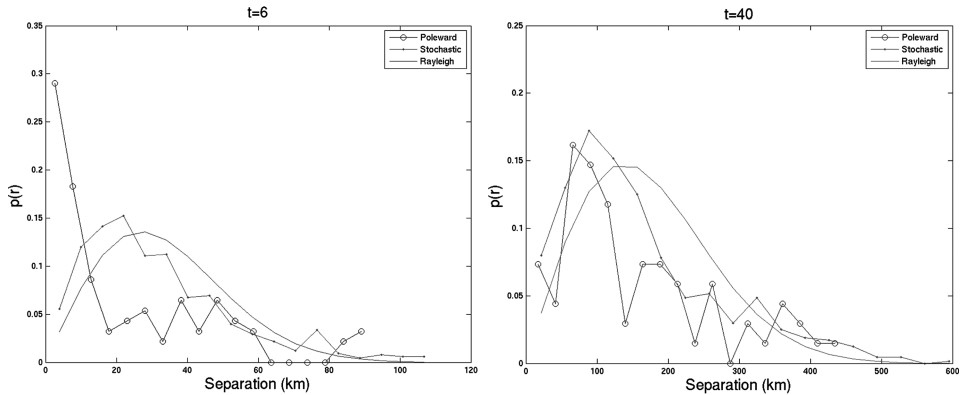 t=6
0.35
0.3
0.25
0.2
0.15
0.1
0.05
0
p(r)
0 20 40 60 80 100 120
Separation (km)
Poleward
Stochastic
Rayleigh
t=40
0.25
0.2
0.15
0.1
0.05
0
p(r)
0 100 200 300 400 500 600
Separation (km)
Poleward
Stochastic
Rayleigh